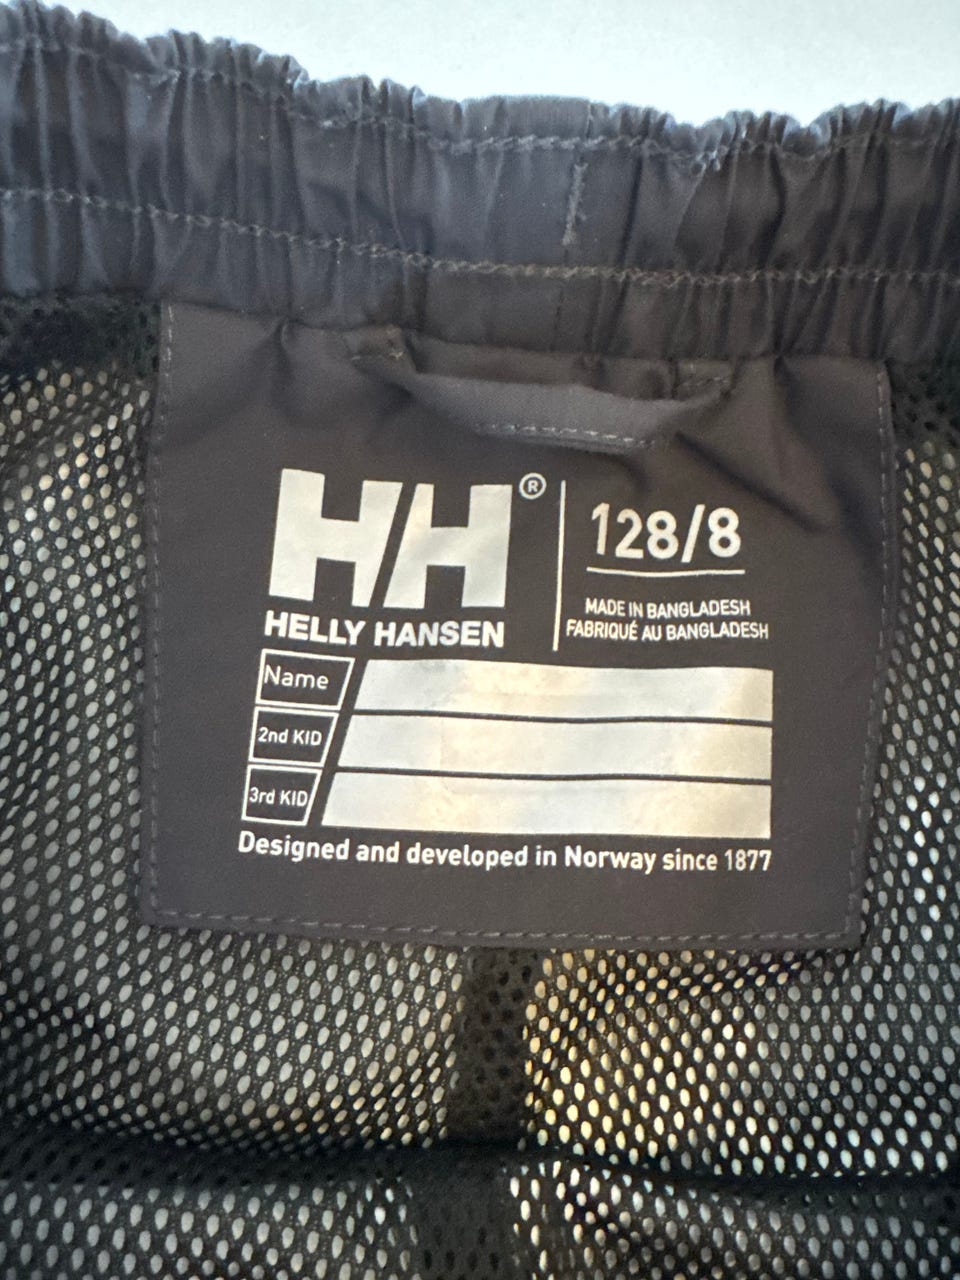 HH®
HELLY HANSEN
128/8
MADE IN BANGLADESH
FABRIQUÉ AU BANGLADESH
Name
2nd KID
3rd KID
Designed and developed in Norway since 1877